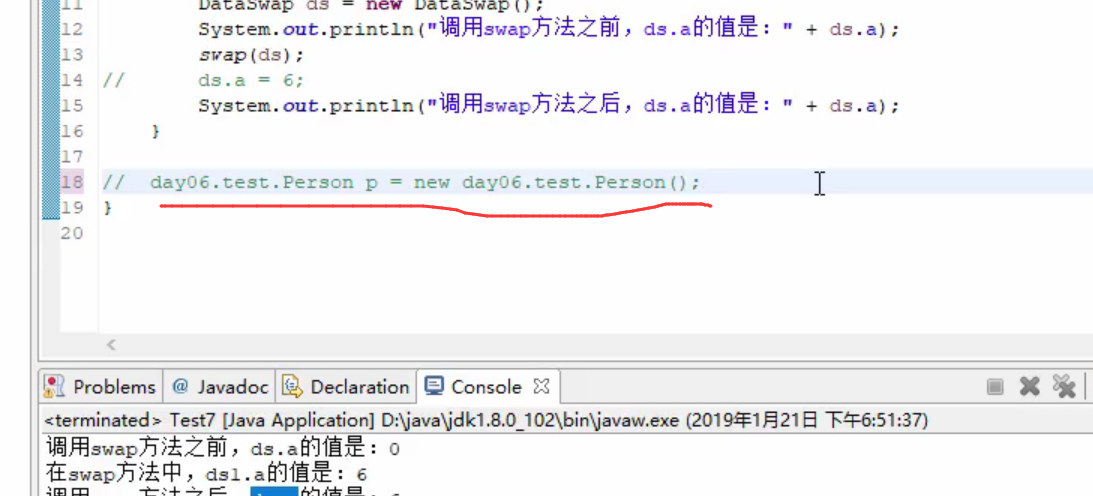 11 DataSwap ds = new DataSwap();
12 System.out.println("调用swap方法之前，ds.a的值是：" + ds.a);
13 swap(ds);
14 // ds.a = 6;
15 System.out.println("调用swap方法之后，ds.a的值是：" + ds.a);
16 }
17
18 // day06.test.Person p = new day06.test.Person();
19 }
20
Problems @ Javadoc Declaration Console
<terminated> Test7 [Java Application] D:\java\jdk1.8.0_102\bin\javaw.exe (2019年1月21日 下午6:51:37)
调用swap方法之前，ds.a的值是：0
在swap方法中，ds1.a的值是：6